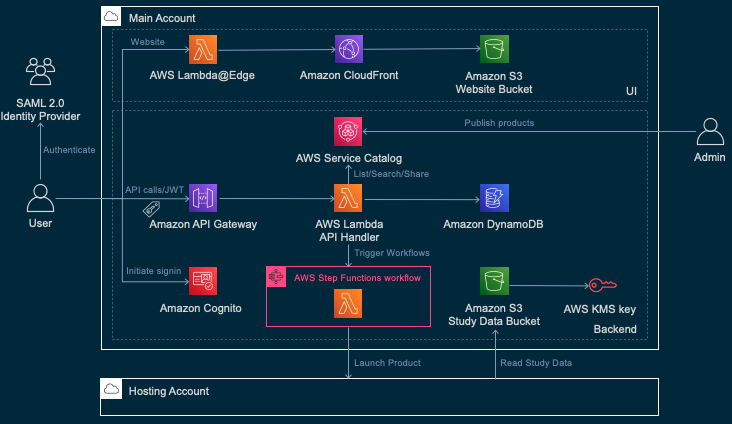 Main Account
Website
AWS Lambda@Edge
Amazon CloudFront
Amazon S3
Website Bucket
UI
SAML 2.0
Identity Provider
Publish products
Authenticate
AWS Service Catalog
Admin
List/Search/Share
API calls/JWT
User
Amazon API Gateway
AWS Lambda
API Handler
Amazon DynamoDB
Trigger Workflows
Initiate signin
AWS Step Functions workflow
Amazon Cognito
Amazon S3
Study Data Bucket
AWS KMS key
Backend
Launch Product
Read Study Data
Hosting Account